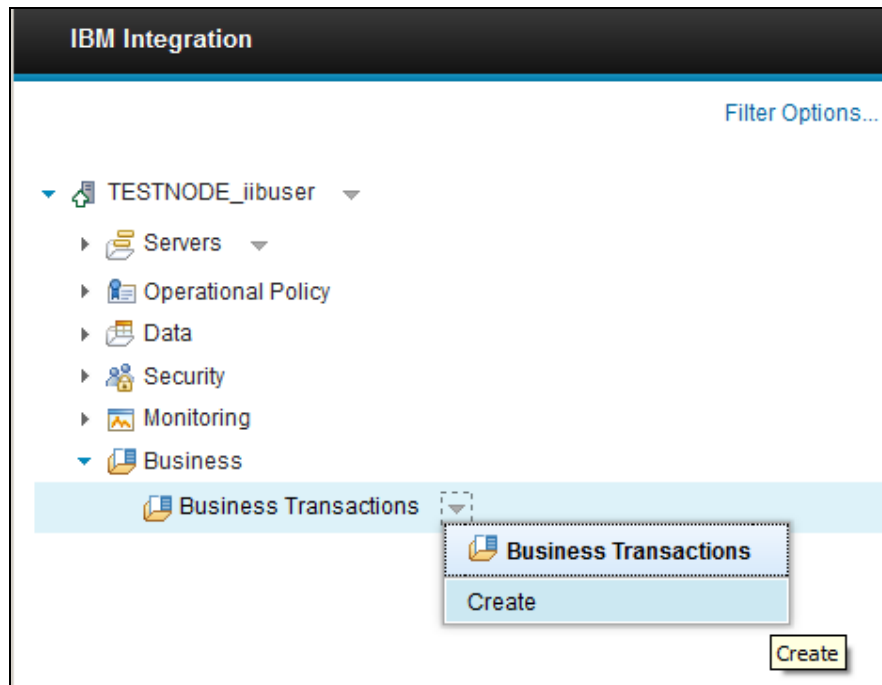 IBM Integration
Filter Options...
TESTNODE_iibuser
Servers
Operational Policy
Data
Security
Monitoring
Business
Business Transactions
Business Transactions
Create
Create